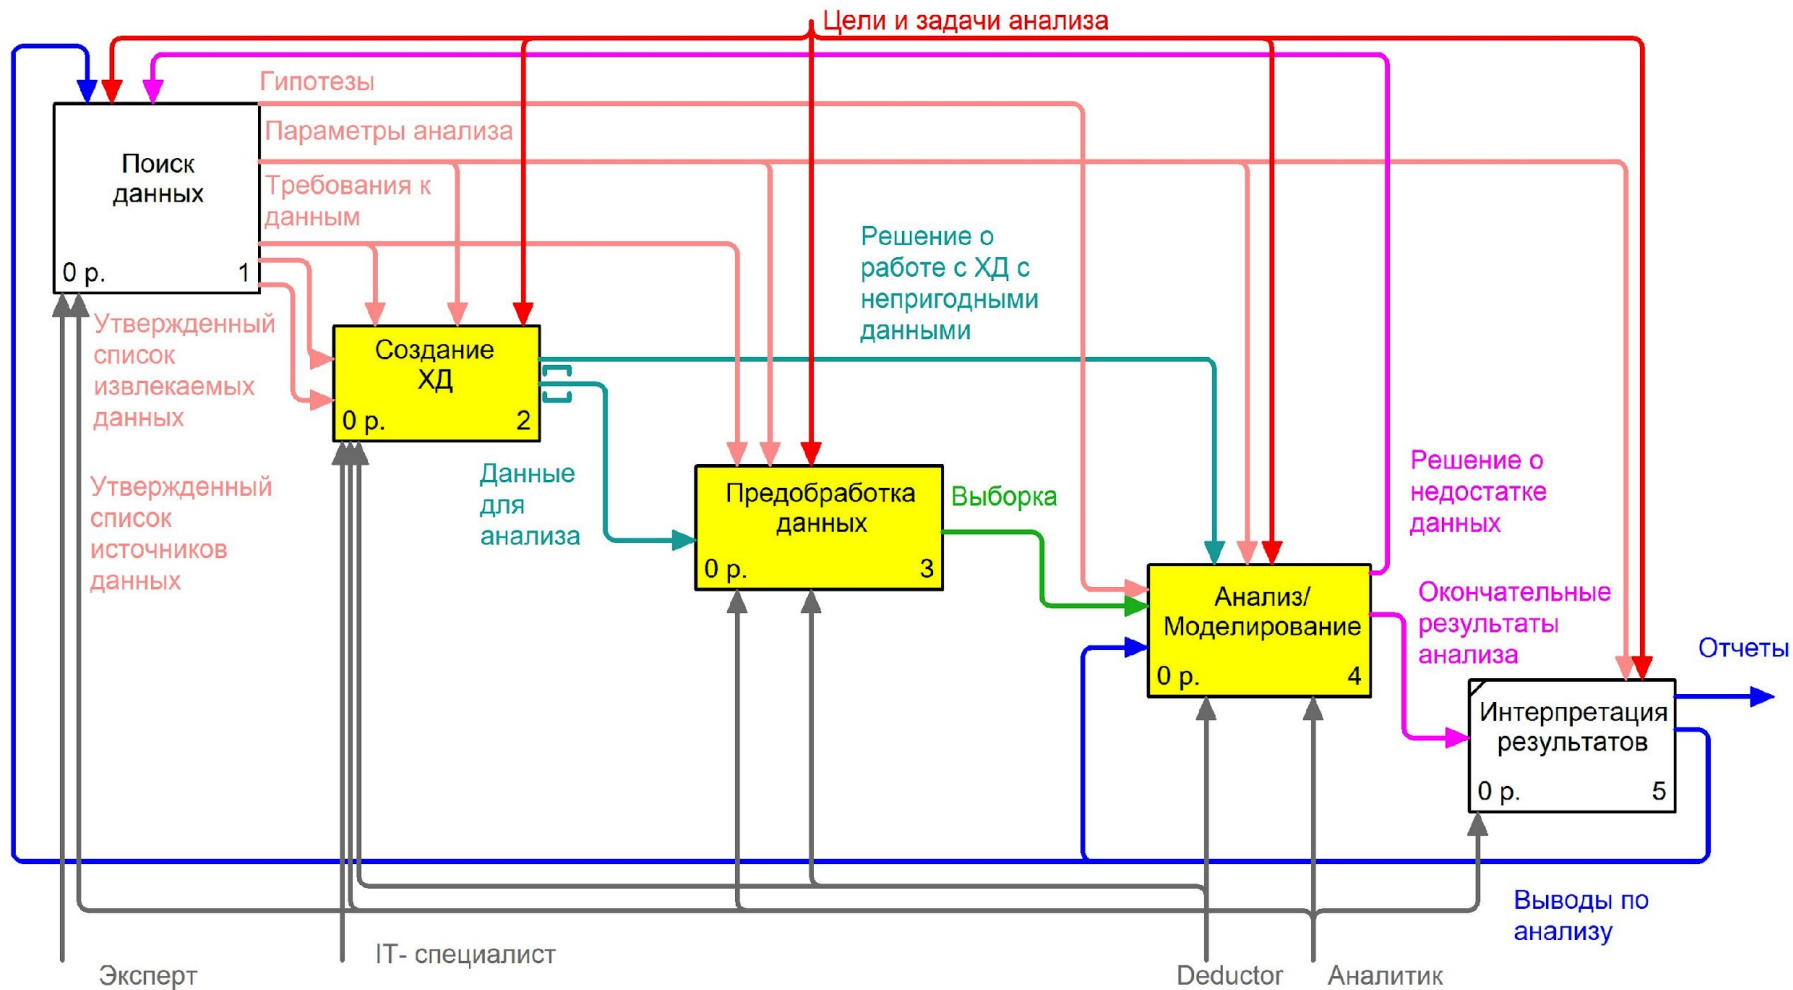 Цели и задачи анализа
Гипотезы
Параметры анализа
Поиск
данных
0 р.
1
Требования к
данным
Решение о
работе с ХД с
непригодными
данными
Утвержденный
список
извлекаемых
данных
Создание
ХД
0 р.
2
Утвержденный
список
источников
данных
Данные
для
анализа
Предобработка
данных
0 р.
3
Выборка
Решение о
недостатке
данных
Анализ/
Моделирование
0 р.
4
Окончательные
результаты
анализа
Отчеты
Интерпретация
результатов
0 р.
5
Выводы по
анализу
Эксперт
IT- специалист
Deductor
Аналитик